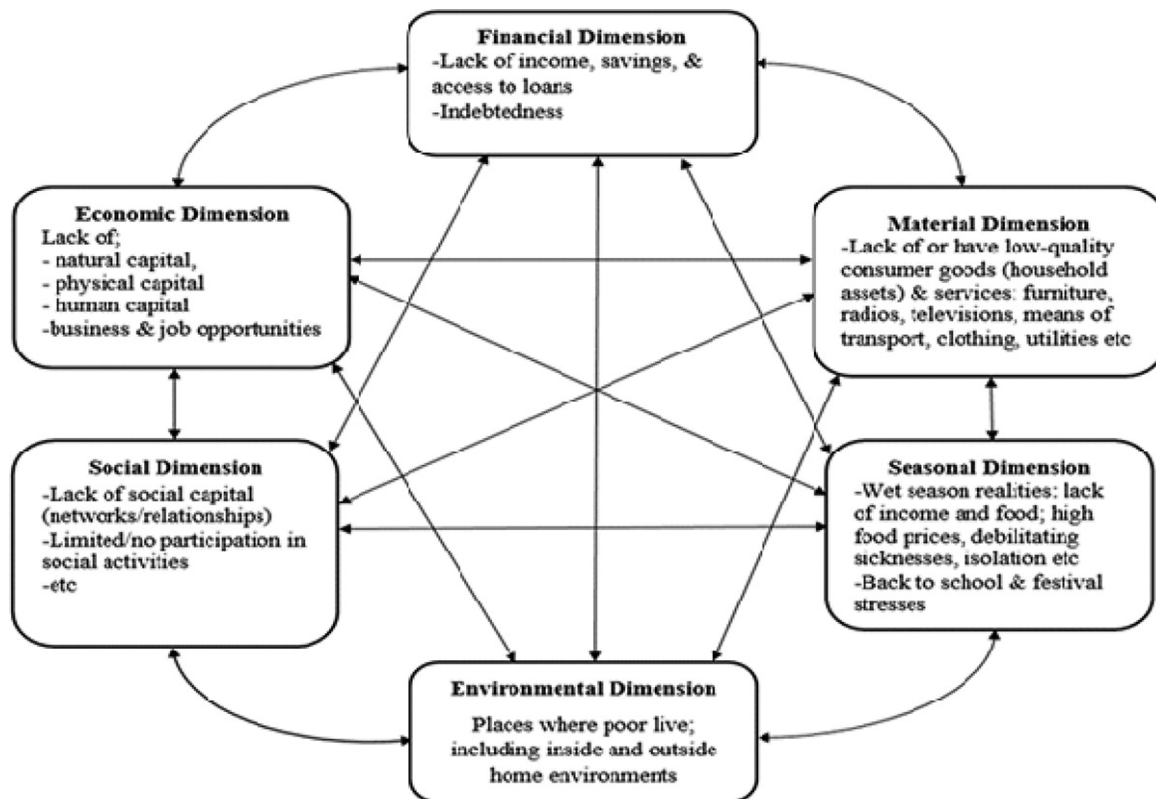 Financial Dimension
-Lack of income, savings, &
access to loans
-Indebtedness
Economic Dimension
Lack of;
- natural capital,
- physical capital
- human capital
-business & job opportunities
Material Dimension
-Lack of or have low-quality
consumer goods (household
assets) & services: furniture,
radios, televisions, means of
transport, clothing, utilities etc
Social Dimension
-Lack of social capital
(networks/relationships)
-Limited/no participation in
social activities
-etc
Seasonal Dimension
-Wet season realities: lack
of income and food; high
food prices, debilitating
sicknesses, isolation etc
-Back to school & festival
stresses
Environmental Dimension
Places where poor live;
including inside and outside
home environments